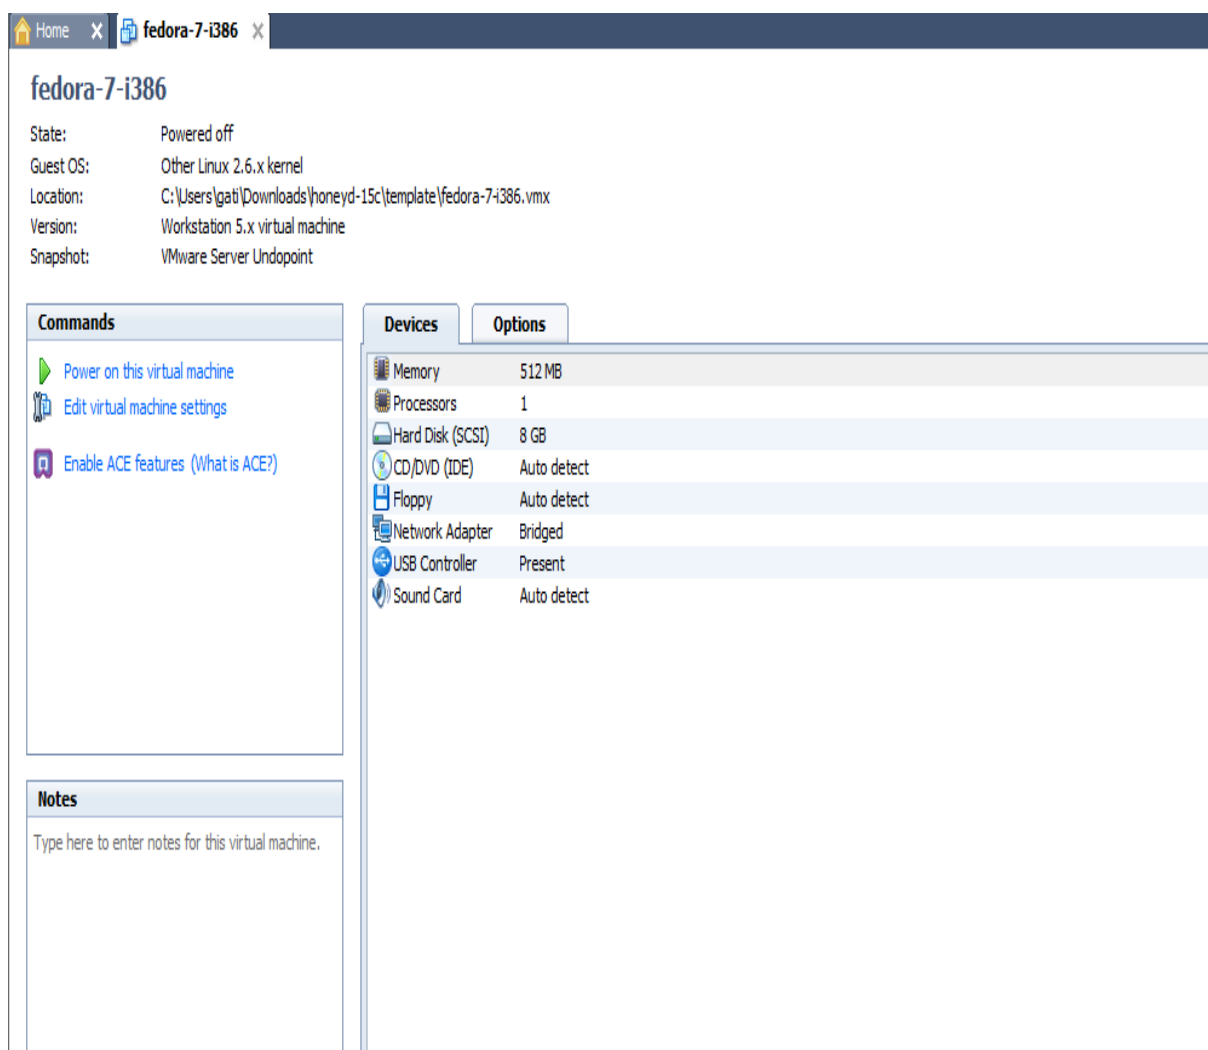 Home fedora-7-i386
fedora-7-i386
State: Powered off
Guest OS: Other Linux 2.6.x kernel
Location: C:\Users\gati\Downloads\honeyd-15c\template\fedora-7-i386.vmx
Version: Workstation 5.x virtual machine
Snapshot: VMware Server Undopoint
Commands
Power on this virtual machine
Edit virtual machine settings
Enable ACE features (What is ACE?)
Devices Options
Memory 512 MB
Processors 1
Hard Disk (SCSI) 8 GB
CD/DVD (IDE) Auto detect
Floppy Auto detect
Network Adapter Bridged
USB Controller Present
Sound Card Auto detect
Notes
Type here to enter notes for this virtual machine.